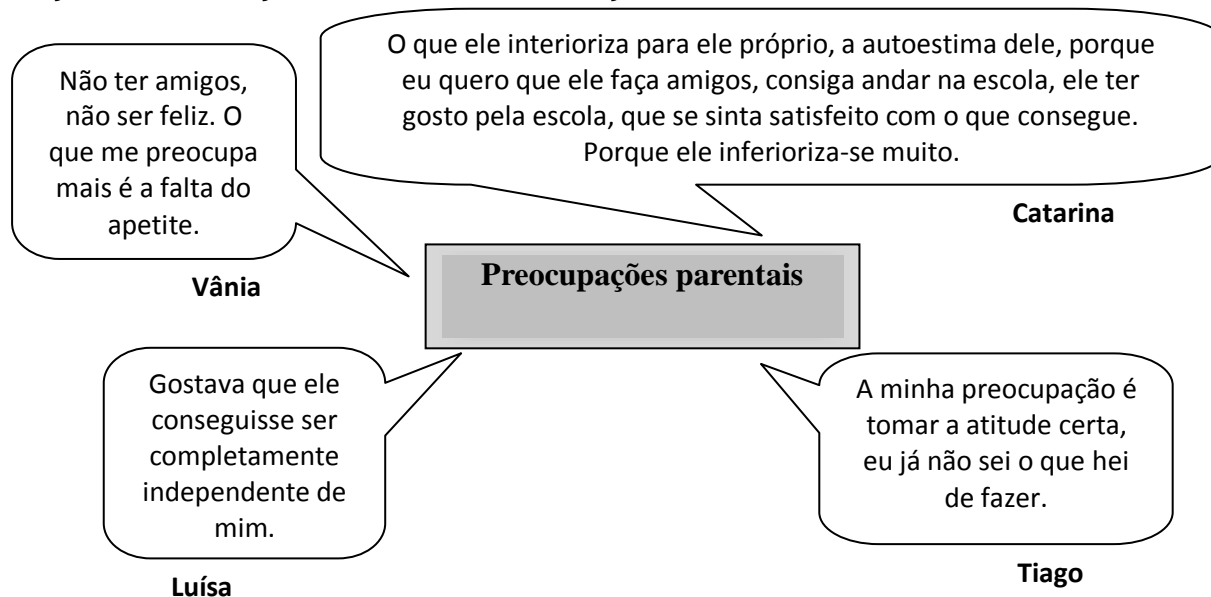 O que ele interioriza para ele próprio, a autoestima dele, porque
eu quero que ele faça amigos, consiga andar na escola, ele ter
gosto pela escola, que se sinta satisfeito com o que consegue.
Porque ele inferioriza-se muito.
Catarina
Não ter amigos,
não ser feliz. O
que me preocupa
mais é a falta do
apetite.
Vânia
Preocupações parentais
Gostava que ele
conseguisse ser
completamente
independente de
mim.
Luísa
A minha preocupação é
tomar a atitude certa,
eu já não sei o que hei
de fazer.
Tiago